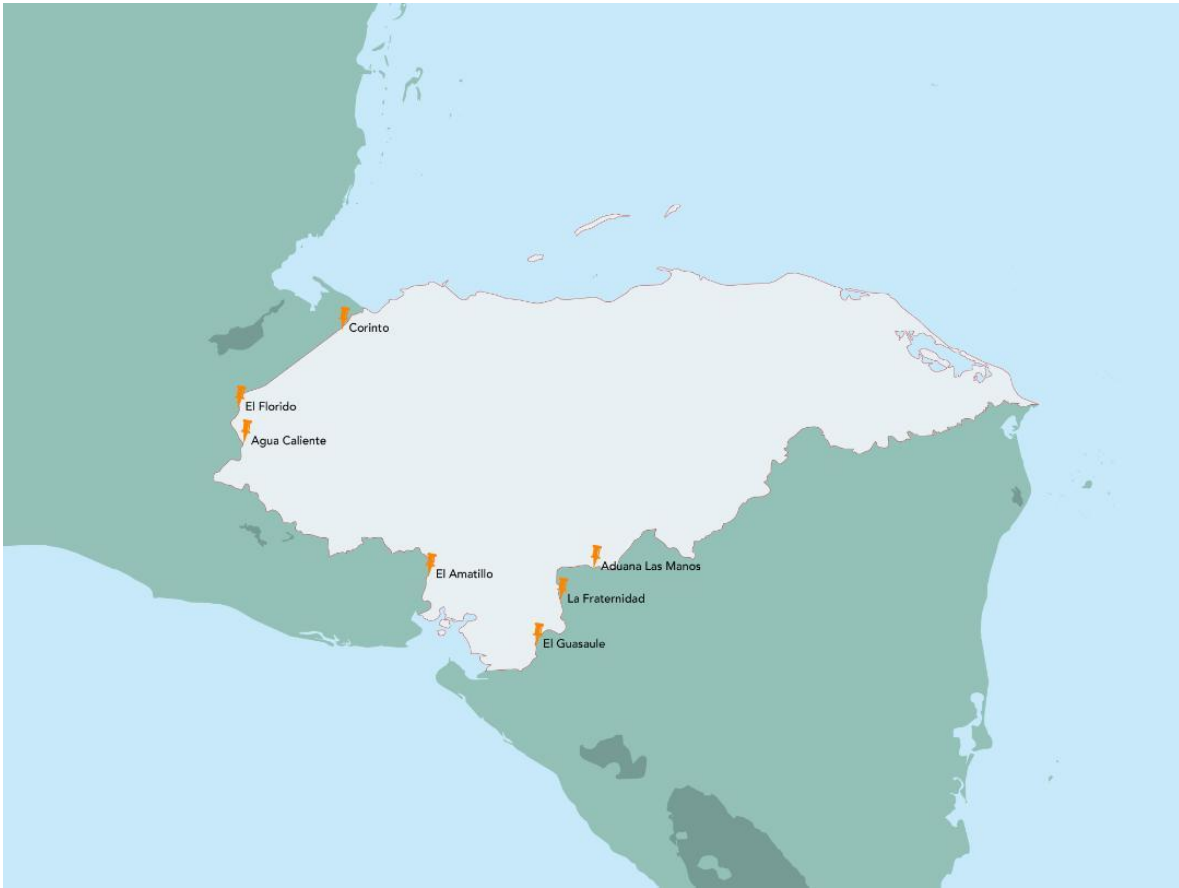 Corinto
El Florido
Agua Caliente
El Amatillo
Aduana Las Manos
La Fraternidad
El Guasaule